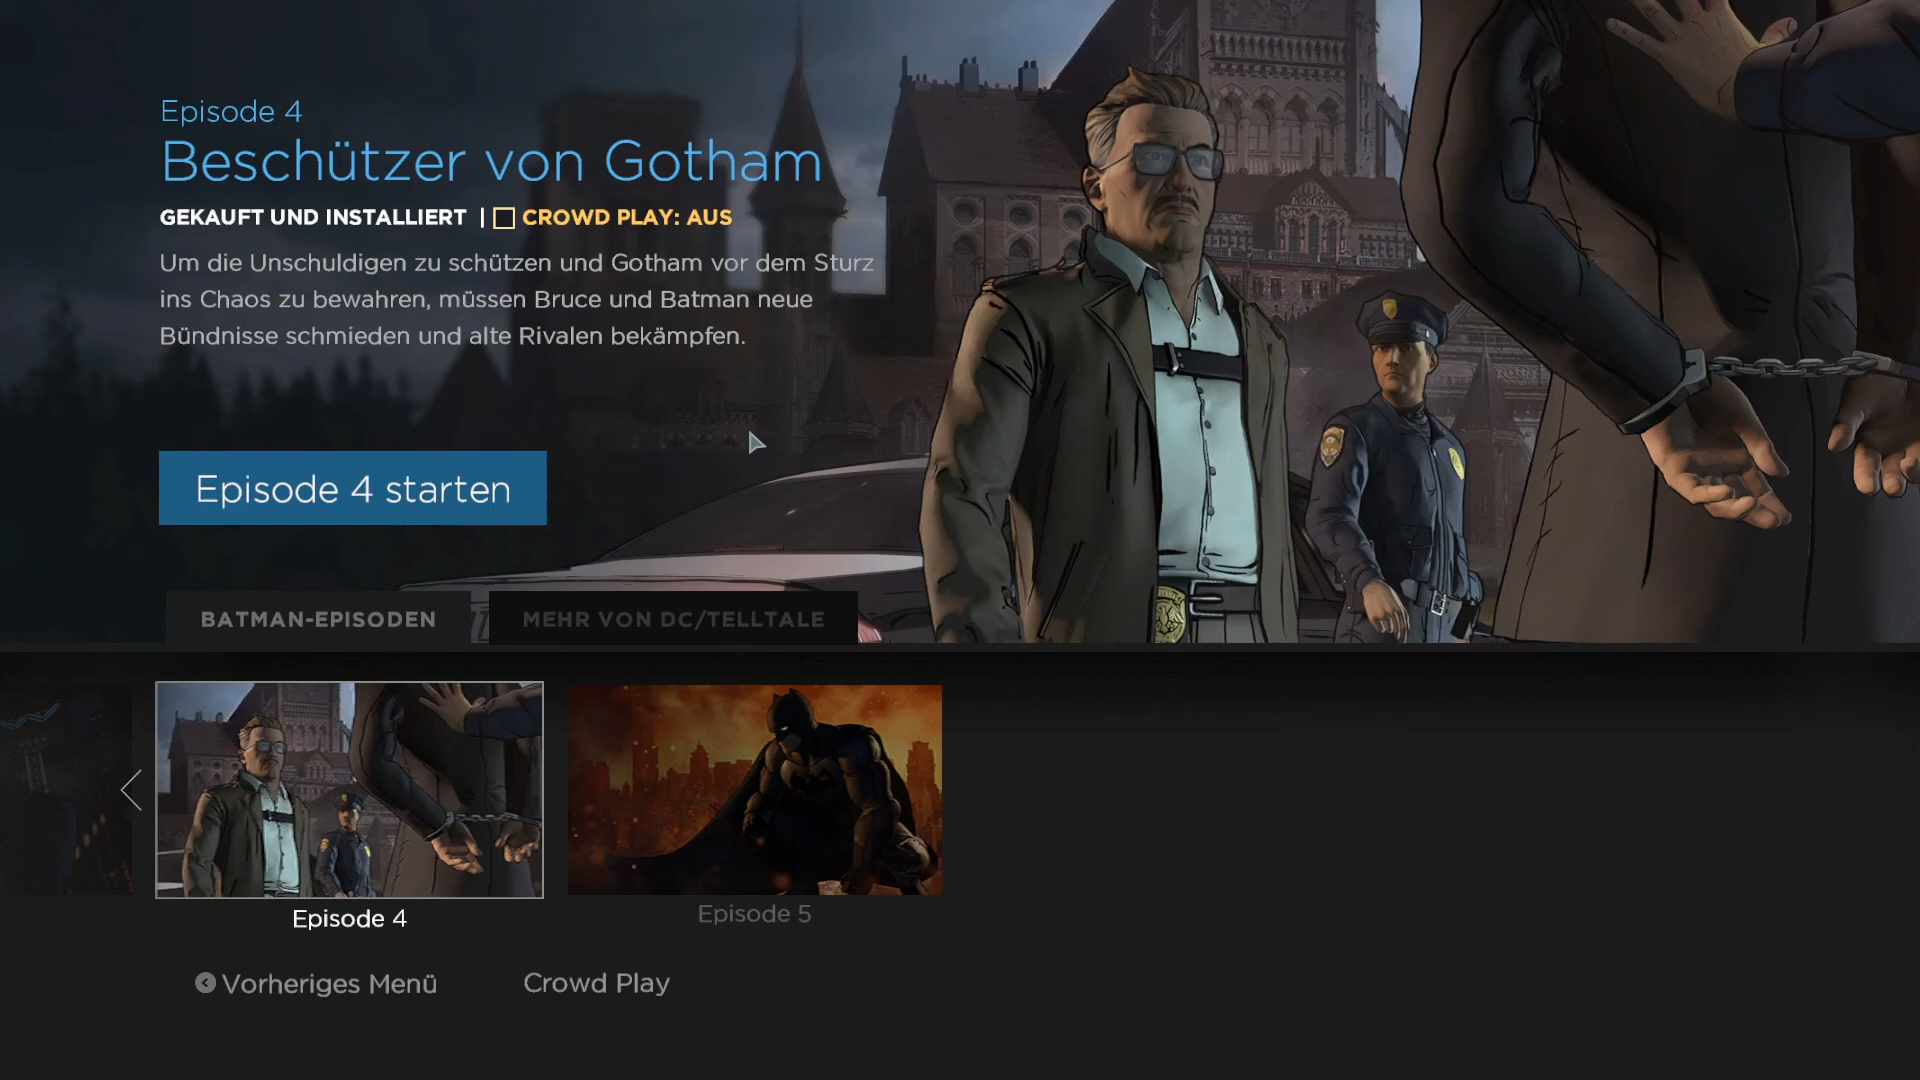 Episode 4
Beschützer von Gotham
GEKAUFT UND INSTALLIERT | CROWD PLAY: AUS
Um die Unschuldigen zu schützen und Gotham vor dem Sturz
ins Chaos zu bewahren, müssen Bruce und Batman neue
Bündnisse schmieden und alte Rivalen bekämpfen.
Episode 4 starten
BATMAN-EPISODEN
MEHR VON DC/TELLTALE
Episode 4
Episode 5
Vorheriges Menü
Crowd Play